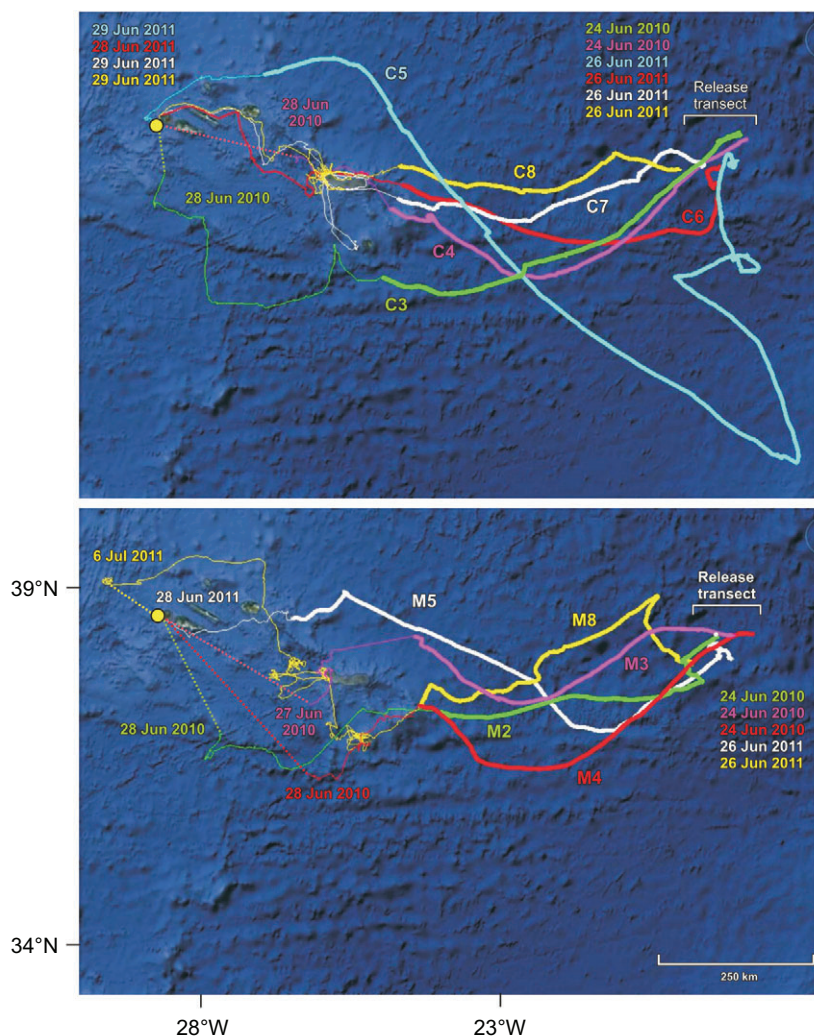 29 Jun 2011
28 Jun 2011
29 Jun 2011
29 Jun 2011
24 Jun 2010
24 Jun 2010
26 Jun 2011
26 Jun 2011
26 Jun 2011
26 Jun 2011
Release
transect
C5
28 Jun
2010
C8
C7
28 Jun 2010
C6
C4
C3
6 Jul 2011
39°N
28 Jun 2011
M5
Release
transect
M8
M3
27 Jun
2010
24 Jun 2010
24 Jun 2010
24 Jun 2010
26 Jun 2011
26 Jun 2011
28 Jun 2010
M2
M4
28 Jun 2010
34°N
250 km
28°W
23°W